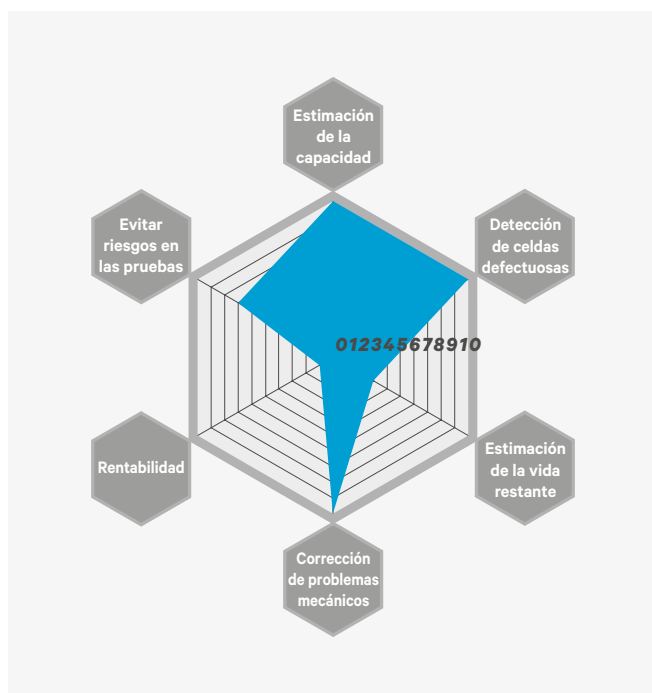 Estimación
de la
capacidad
Evitar
riesgos en
las pruebas
Detección
de celdas
defectuosas
012345678910
Rentabilidad
Estimación
de la vida
restante
Corrección
de problemas
mecánicos